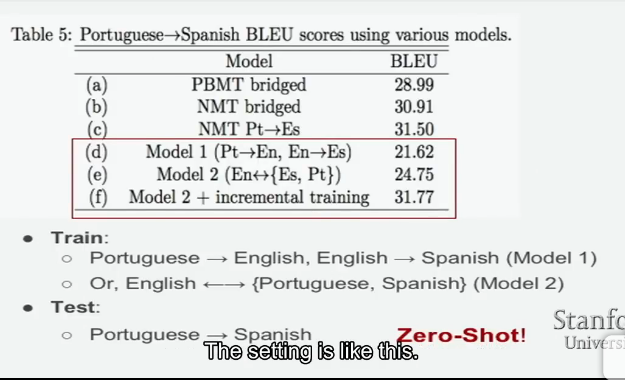 Table 5: Portuguese→Spanish BLEU scores using various models.
Model BLEU
(a) PBMT bridged 28.99
(b) NMT bridged 30.91
(c) NMT Pt→Es 31.50
(d) Model 1 (Pt→En, En→Es) 21.62
(e) Model 2 (En↔{Es, Pt}) 24.75
(f) Model 2 + incremental training 31.77
• Train:
○ Portuguese → English, English → Spanish (Model 1)
○ Or, English ←→ {Portuguese, Spanish} (Model 2)
• Test:
○ Portuguese → Spanish Zero-Shot!
Stanfo
Universi
The setting is like this.